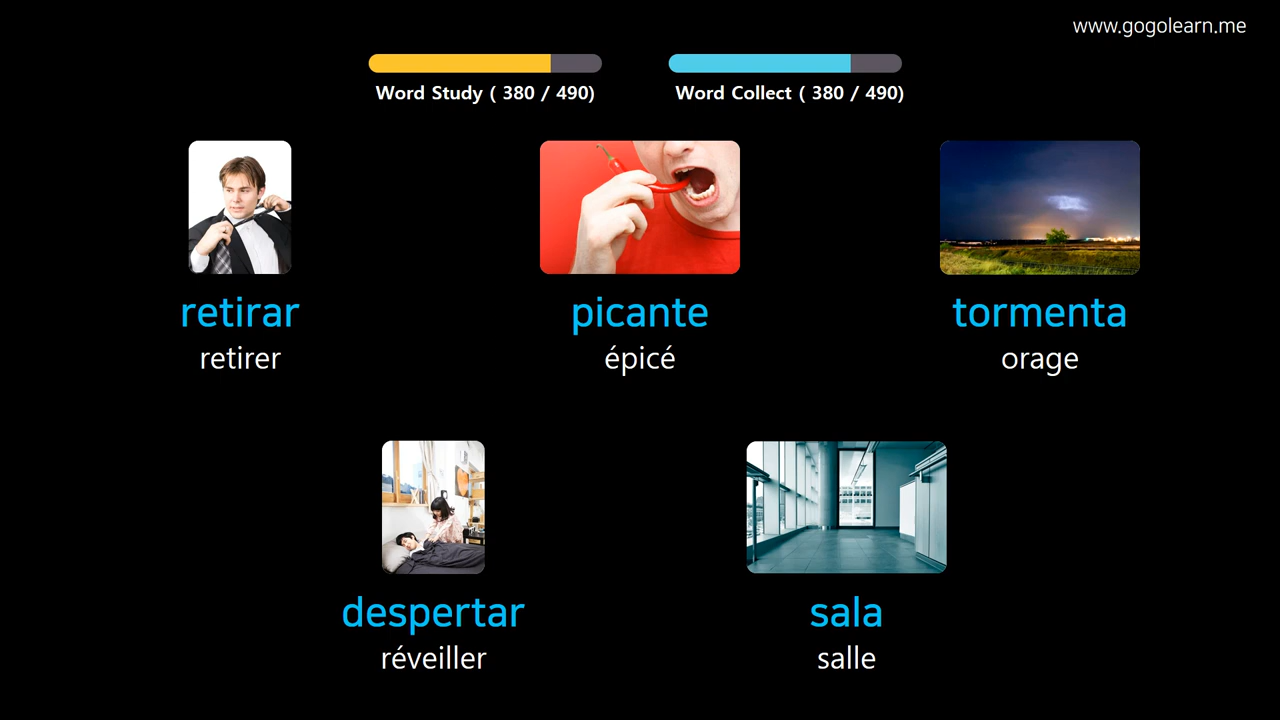 www.gogolearn.me
Word Study ( 380 / 490)
Word Collect ( 380 / 490)
retirar
retirer
picante
épicé
tormenta
orage
despertar
réveiller
sala
salle